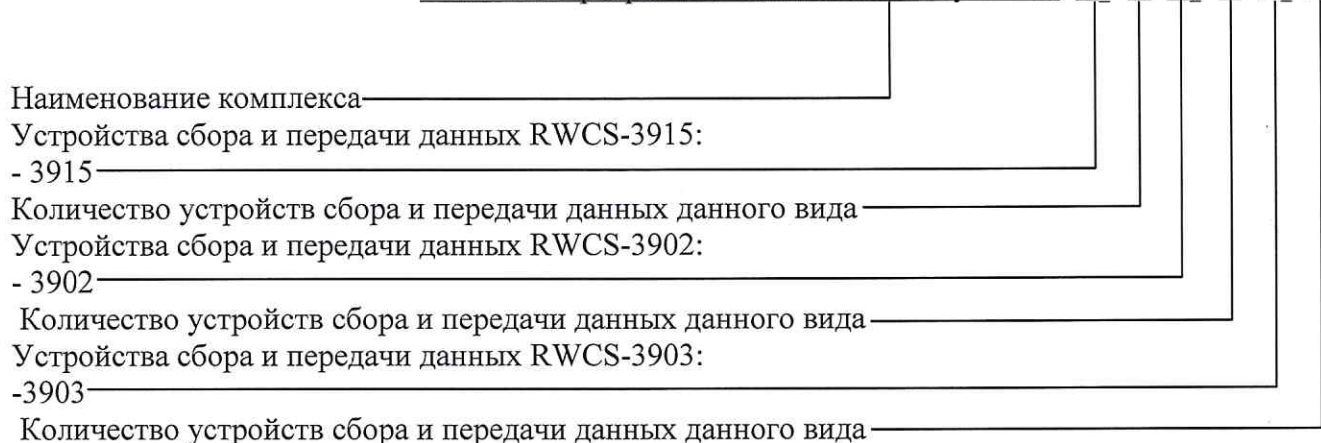 Наименование комплекса
Устройства сбора и передачи данных RWCS-3915:
- 3915
Количество устройств сбора и передачи данных данного вида
Устройства сбора и передачи данных RWCS-3902:
- 3902
Количество устройств сбора и передачи данных данного вида
Устройства сбора и передачи данных RWCS-3903:
-3903
Количество устройств сбора и передачи данных данного вида